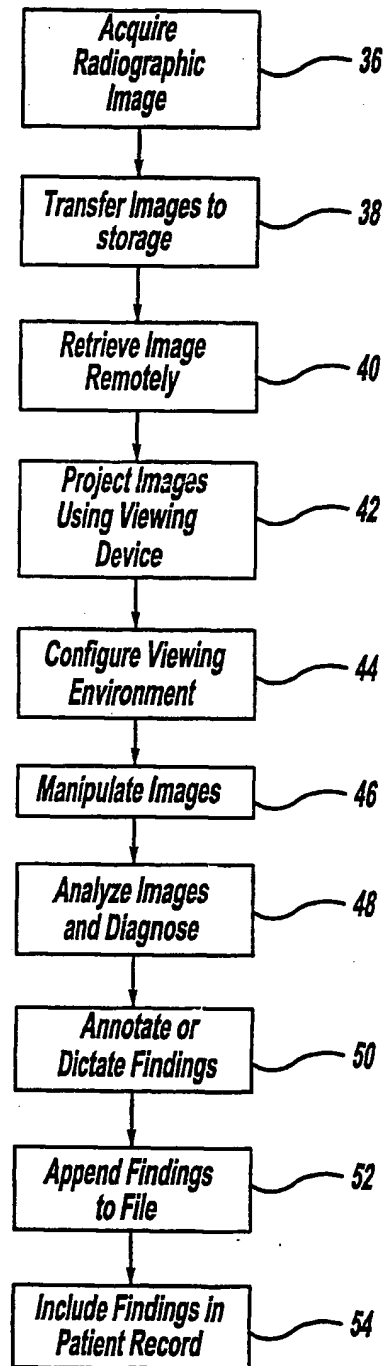 Acquire
Radiographic
Image
36
Transfer Images to
storage
38
Retrieve Image
Remotely
40
Project Images
Using Viewing
Device
42
Configure Viewing
Environment
44
Manipulate Images
46
Analyze Images
and Diagnose
48
Annotate or
Dictate Findings
50
Append Findings
to File
52
Include Findings in
Patient Record
54